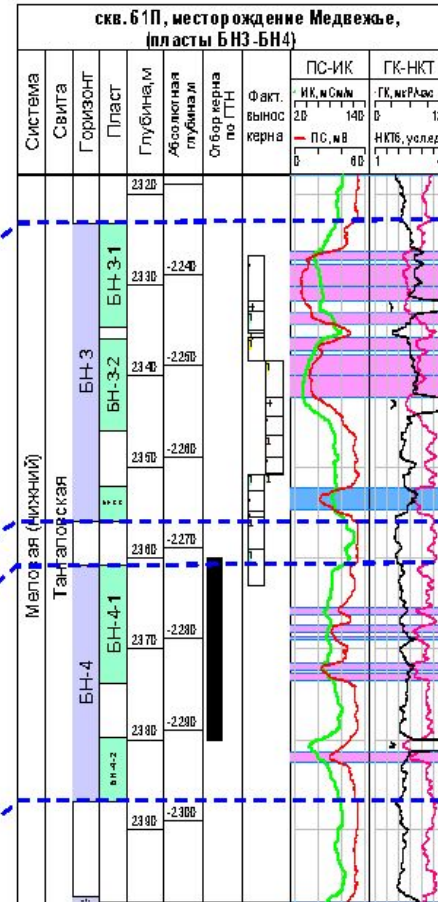 скв. 61П, месторождение Медвежье,
(пласты БН3-БН4)
Система
Свита
Горизонт
Пласт
Глубина,м
Абсолютная глубина,м
Отбор керна по ГТН
Факт. вынос керна
ПС-ИК
ГК-НКТ
ИК, мСм/м
20 140
ПС, мВ
0 60
ГК, мкР/час
0
НКТб, усл.ед
1
Меловая (нижний)
БН-3
БН-4
БН-3-1
БН-3-2
БН-4-1
БН-4-2
2320
2330
2340
2350
2360
2370
2380
2390
-2240
-2250
-2260
-2270
-2280
-2290
-2300